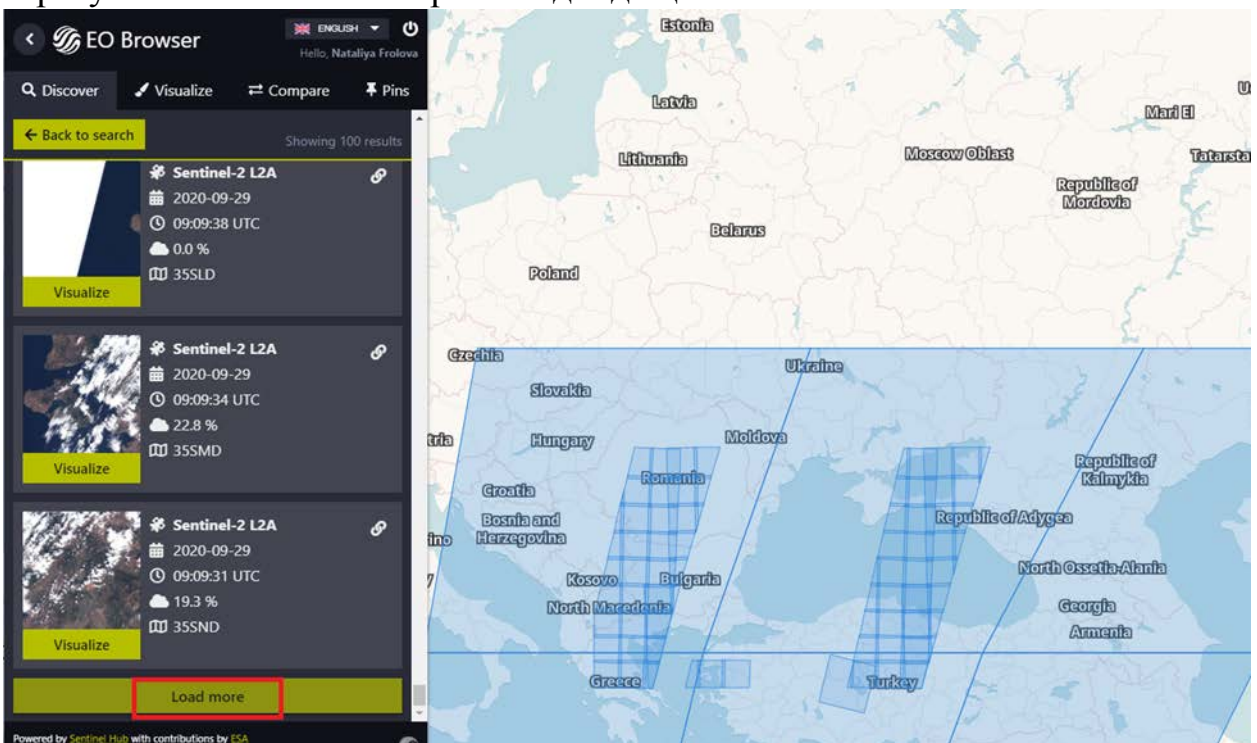 EO Browser
ENGLISH
Hello, Nataliya Frolova
Discover
Visualize
Compare
Pins
Back to search
Showing 100 results
Sentinel-2 L2A
2020-09-29
09:09:38 UTC
0.0 %
35SLD
Visualize
Sentinel-2 L2A
2020-09-29
09:09:34 UTC
22.8 %
35SMD
Visualize
Sentinel-2 L2A
2020-09-29
09:09:31 UTC
19.3 %
35SND
Visualize
Load more
Powered by Sentinel Hub with contributions by ESA
Estonia
Latvia
Mari El
Lithuania
Moscow Oblast
Tatarsta
Republic of
Mordovia
Belarus
Poland
Czechia
Ukraine
Slovakia
tria
Hungary
Moldova
Romania
Republic of
Kalmykia
Croatia
Bosnia and
Herzegovina
ino
Republic of Adygea
Kosovo
Bulgaria
North Ossetia-Alania
North Macedonia
Georgia
Armenia
Greece
Turkey